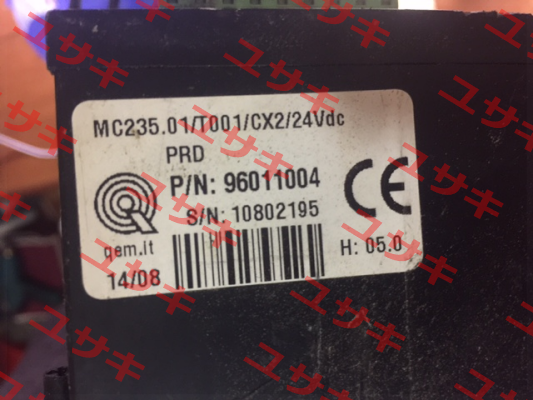 MC235.01/T001/CX2/24Vdc
PRD
P/N: 96011004
S/N: 10802195
CE
qem.it
14/08
H: 05.0
ユサキ